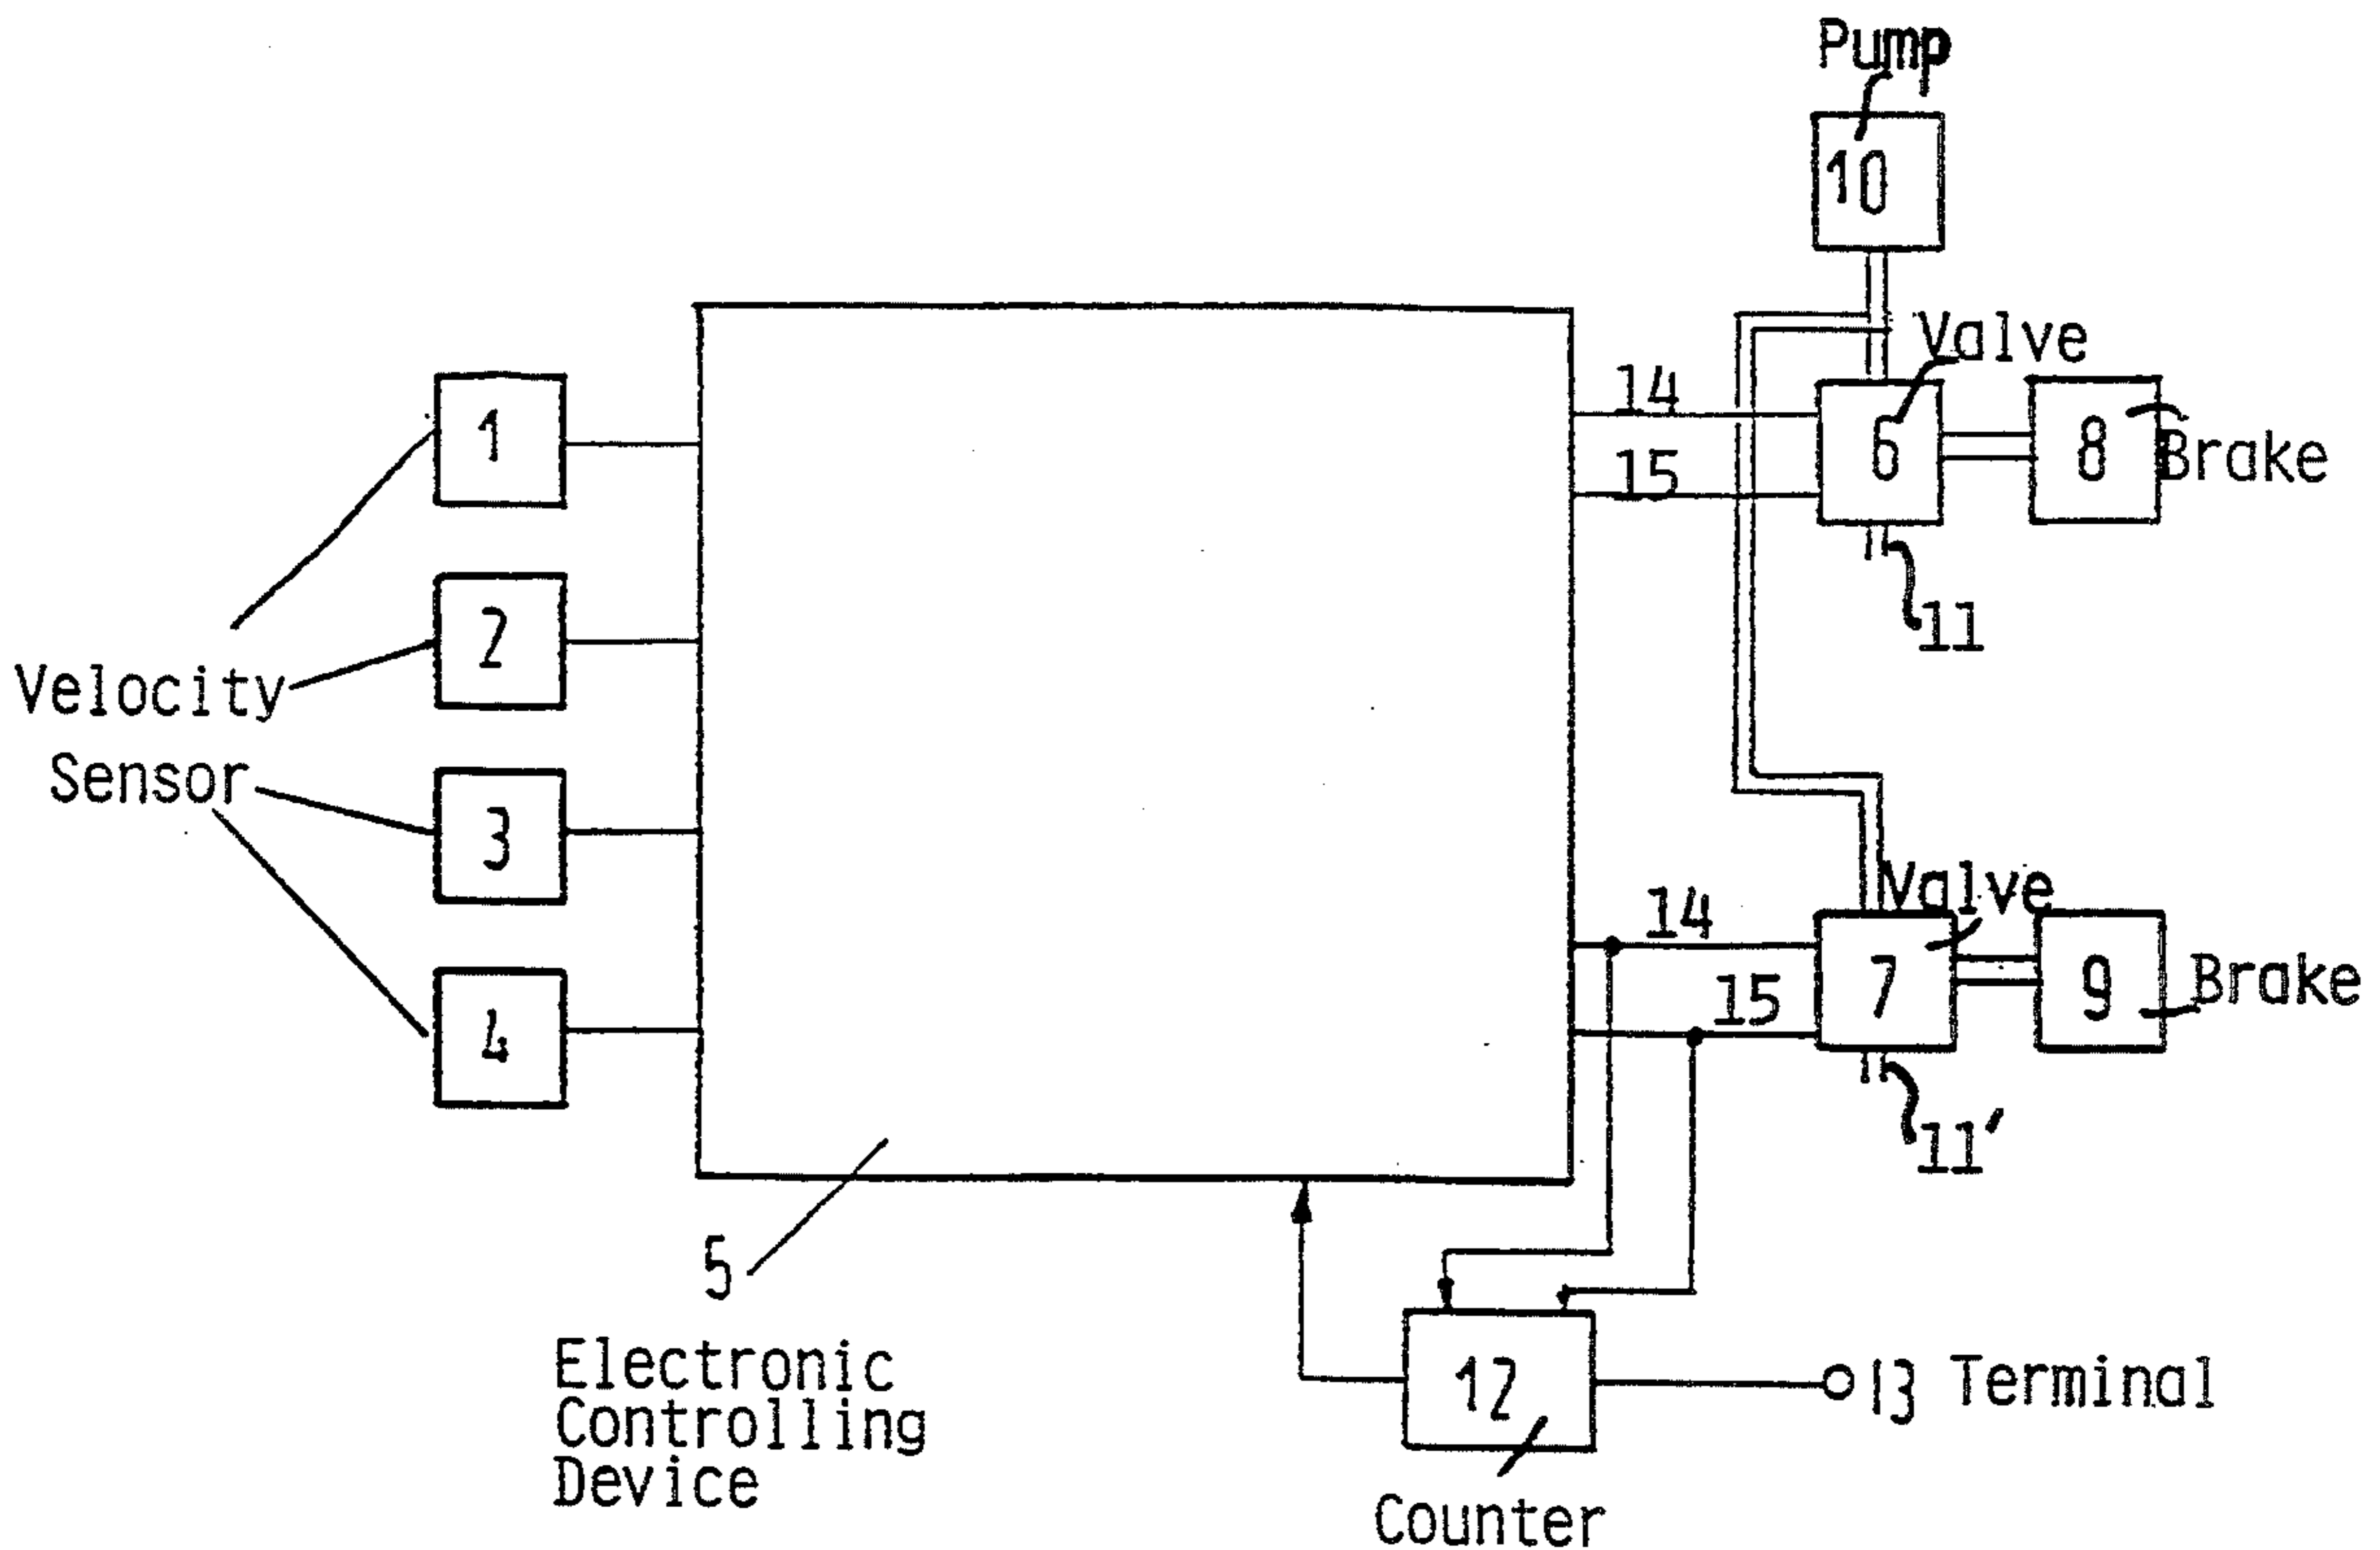 Pump
10
Valve
14
6
8
Brake
15
1
11
2
Velocity
Sensor
3
Valve
14
7
9
Brake
15
4
11'
5
Electronic
Controlling
Device
12
13 Terminal
Counter